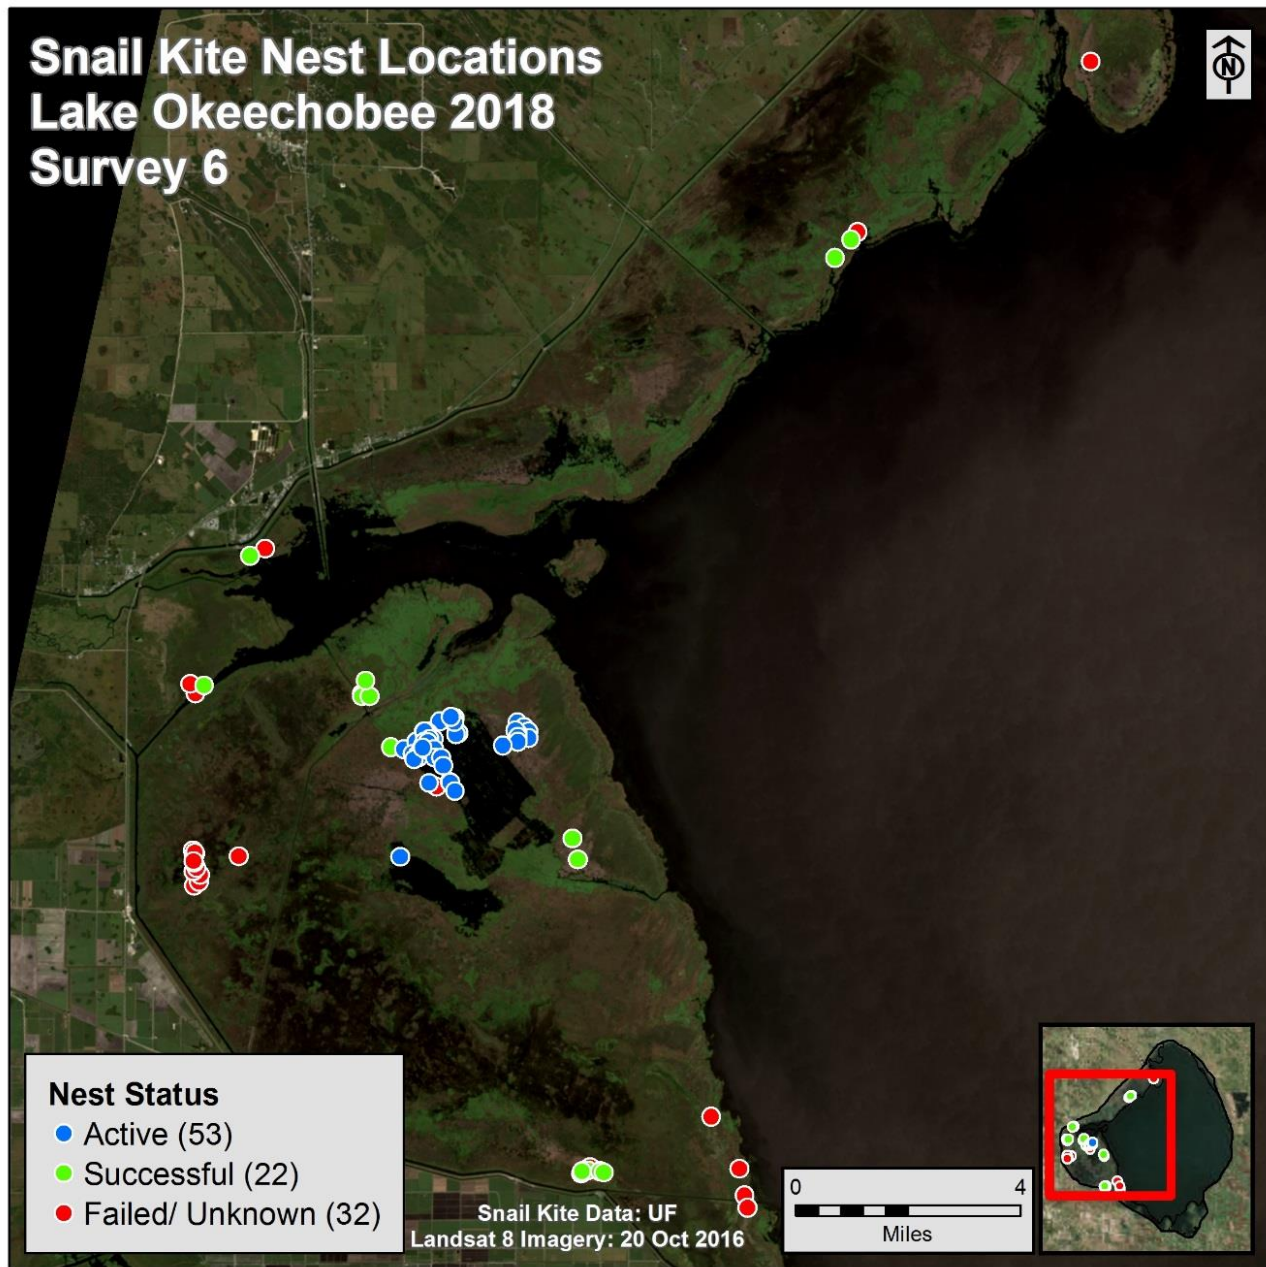 Snail Kite Nest Locations
Lake Okeechobee 2018
Survey 6
N
Nest Status
Active (53)
Successful (22)
Failed/ Unknown (32)
Snail Kite Data: UF
Landsat 8 Imagery: 20 Oct 2016
0 4
Miles